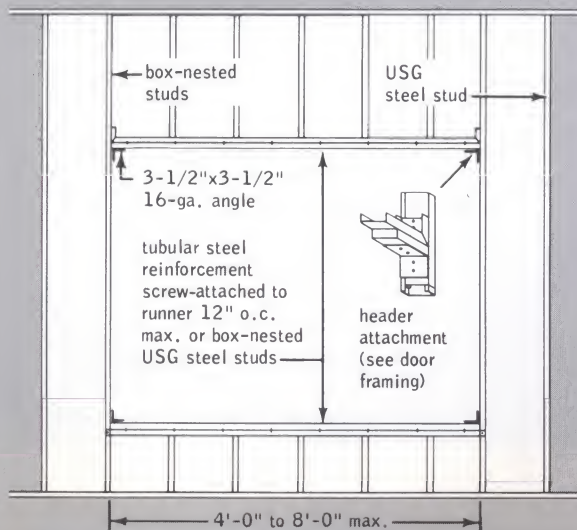 box-nested
studs
USG
steel stud
3-1/2"x3-1/2"
16-ga. angle
tubular steel
reinforcement
screw-attached to
runner 12" o.c.
max. or box-nested
USG steel studs
header
attachment
(see door
framing)
4'-0" to 8'-0" max.